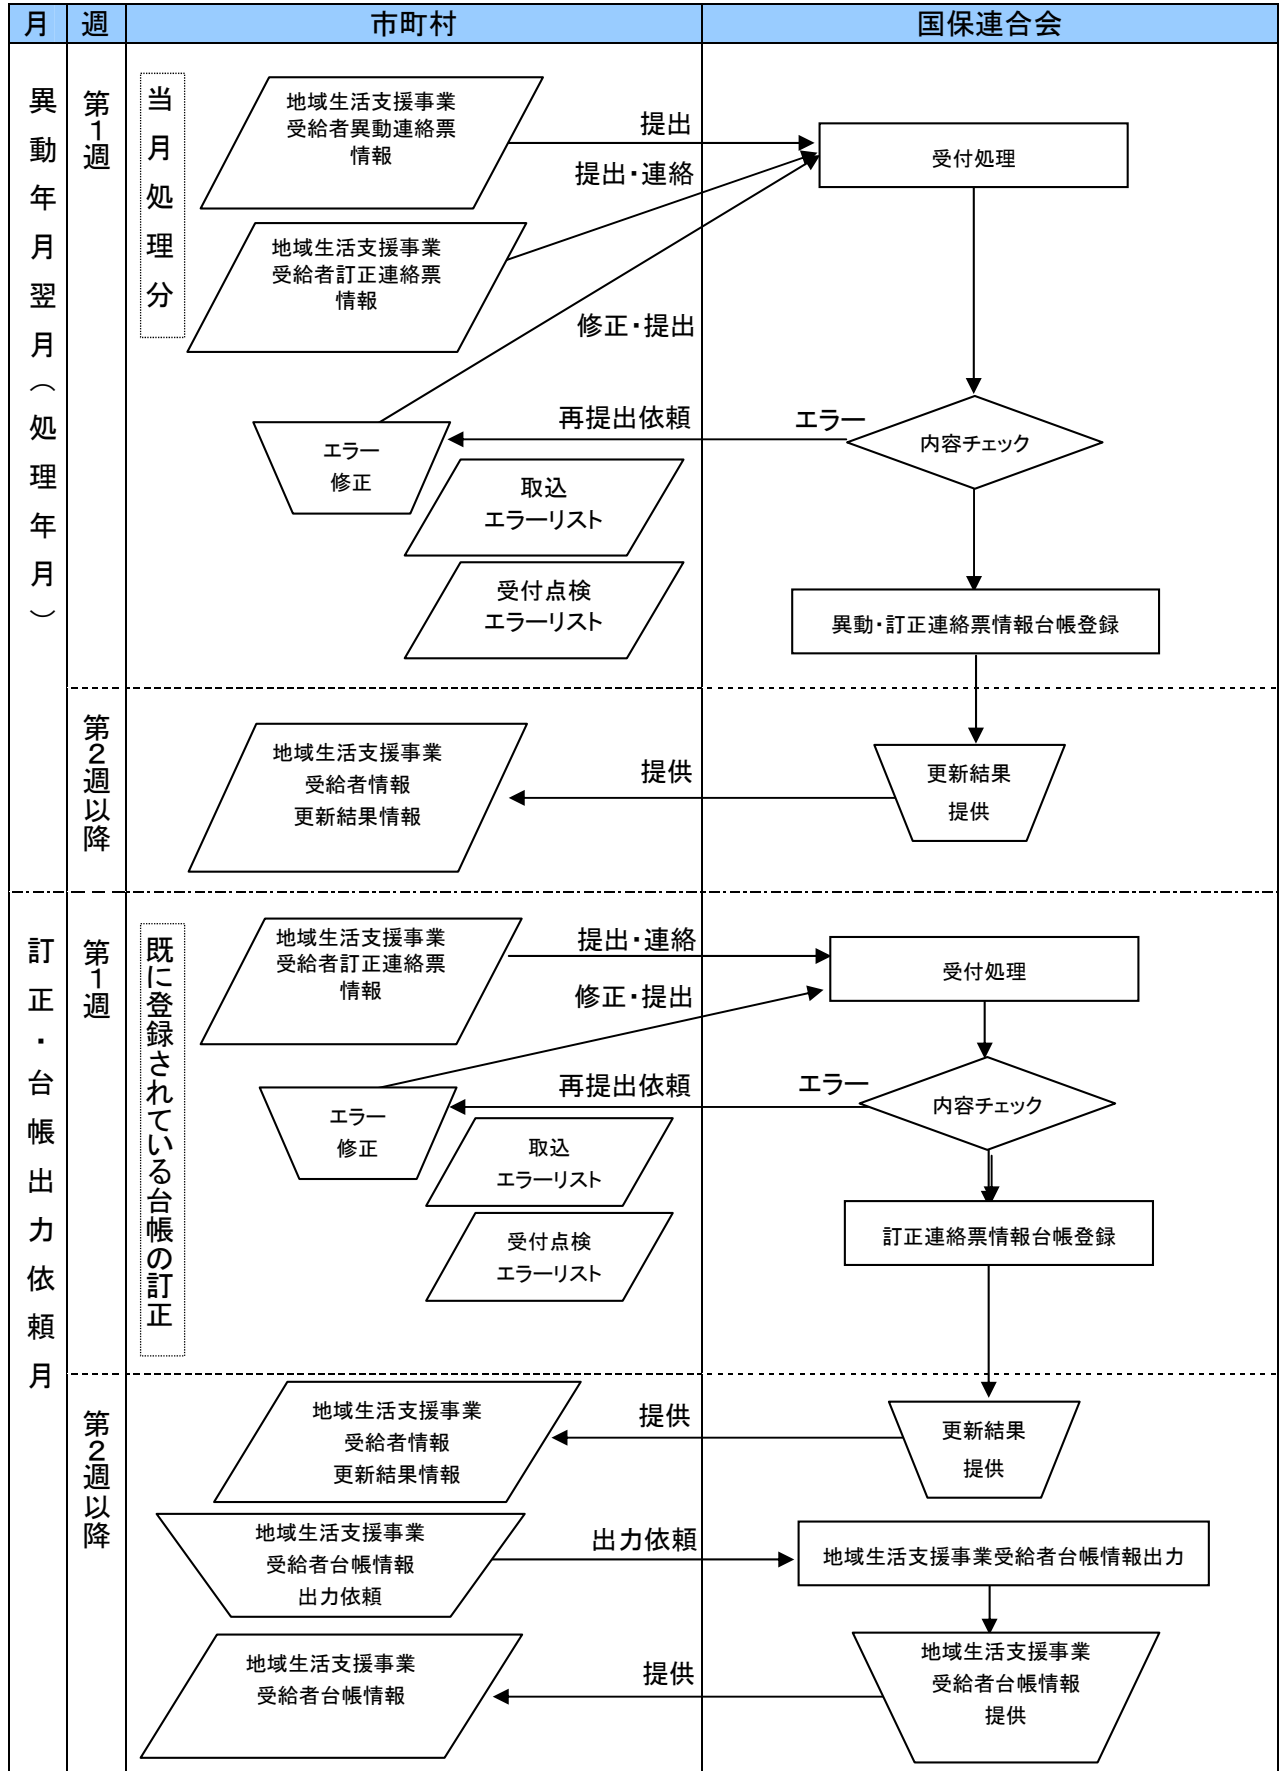 月
週
市町村
国保連合会
異動年月翌月（処理年月）
第1週
当月処理分
地域生活支援事業
受給者異動連絡票
情報
提出
受付処理
提出・連絡
地域生活支援事業
受給者訂正連絡票
情報
修正・提出
再提出依頼
エラー
内容チェック
エラー
修正
取込
エラーリスト
受付点検
エラーリスト
異動・訂正連絡票情報台帳登録
第2週以降
地域生活支援事業
受給者情報
更新結果情報
提供
更新結果
提供
訂正・台帳出力依頼月
第1週
既に登録されている台帳の訂正
地域生活支援事業
受給者訂正連絡票
情報
提出・連絡
受付処理
修正・提出
再提出依頼
エラー
内容チェック
エラー
修正
取込
エラーリスト
受付点検
エラーリスト
訂正連絡票情報台帳登録
第2週以降
地域生活支援事業
受給者情報
更新結果情報
提供
更新結果
提供
地域生活支援事業
受給者台帳情報
出力依頼
出力依頼
地域生活支援事業受給者台帳情報出力
地域生活支援事業
受給者台帳情報
提供
地域生活支援事業
受給者台帳情報
提供